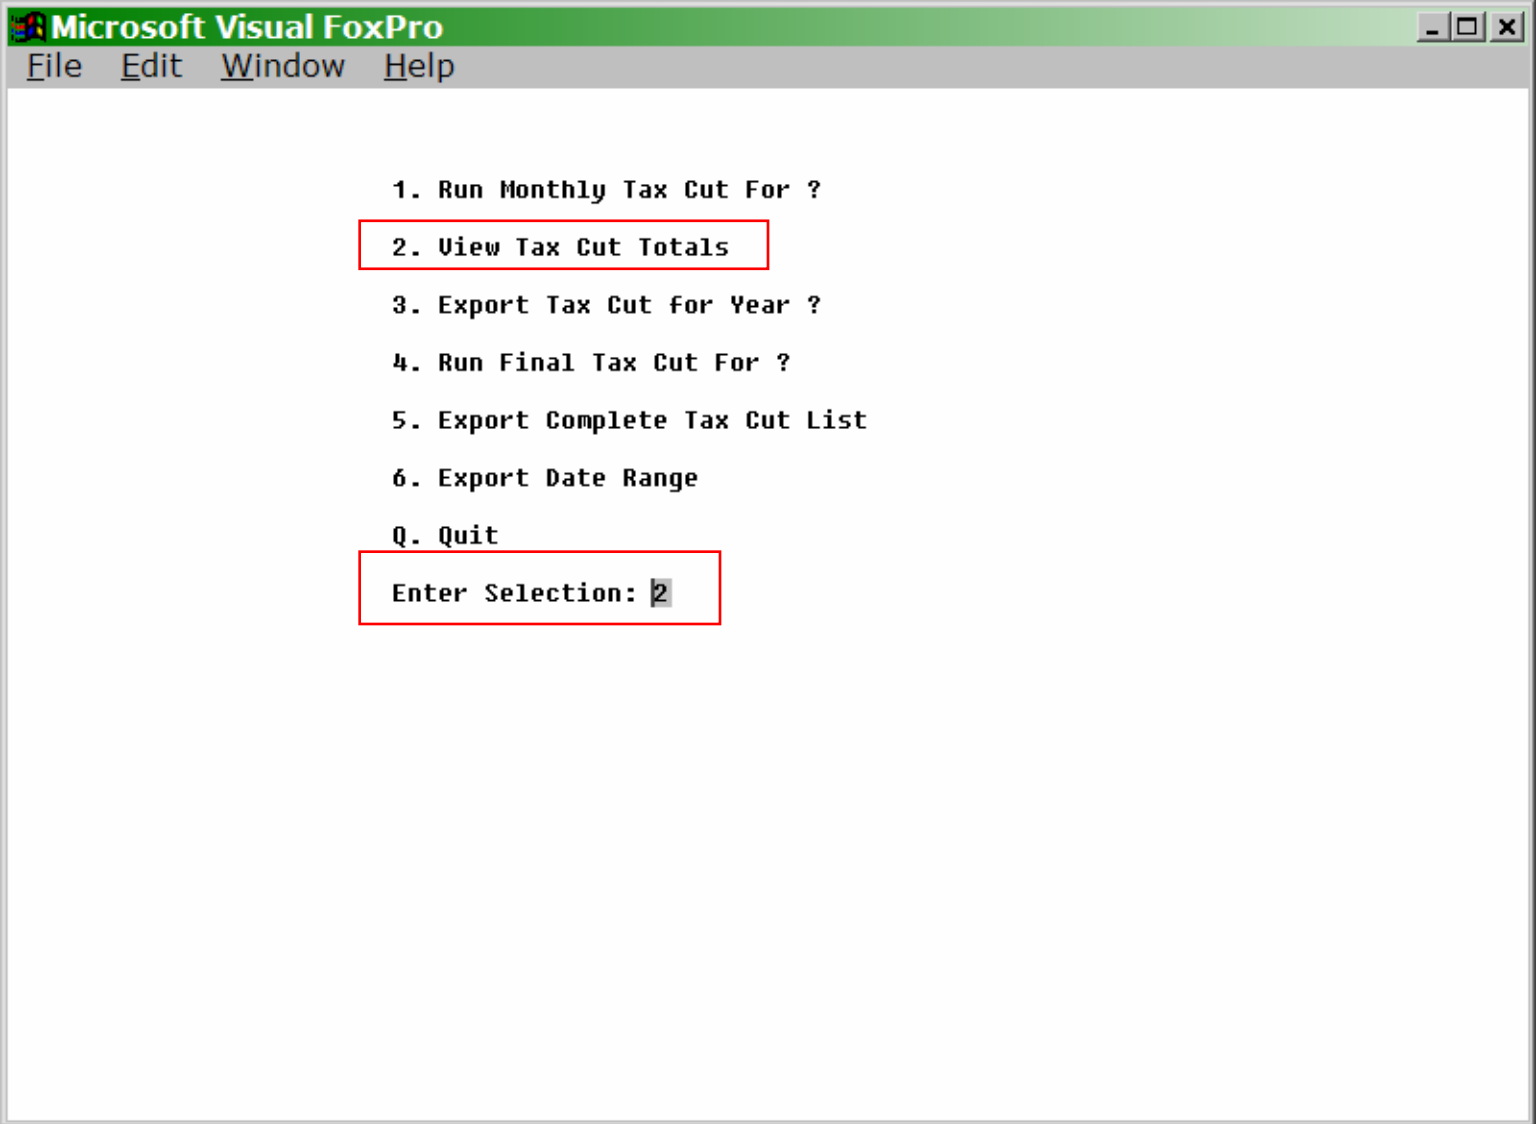 Microsoft Visual FoxPro
File Edit Window Help
1. Run Monthly Tax Cut For ?
2. View Tax Cut Totals
3. Export Tax Cut for Year ?
4. Run Final Tax Cut For ?
5. Export Complete Tax Cut List
6. Export Date Range
Q. Quit
Enter Selection: 2